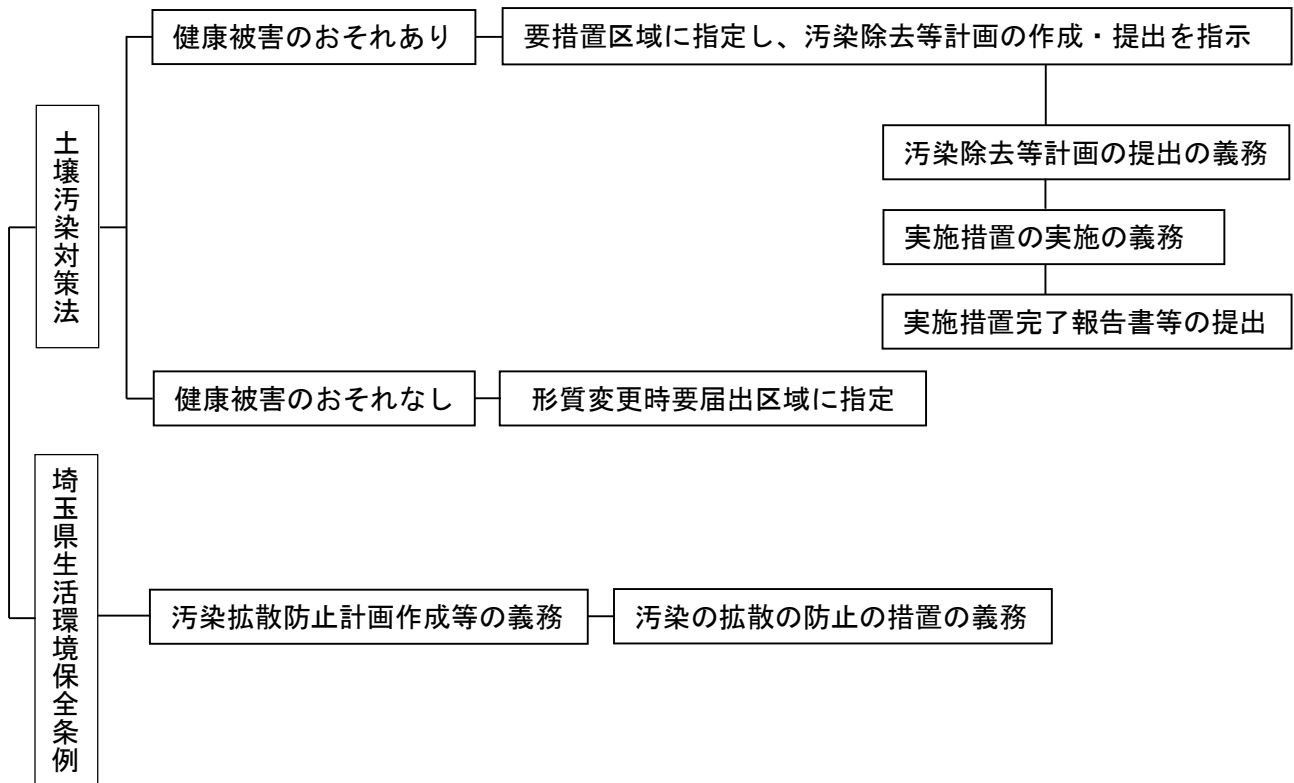 土壌汚染対策法
健康被害のおそれあり
要措置区域に指定し、汚染除去等計画の作成・提出を指示
汚染除去等計画の提出の義務
実施措置の実施の義務
実施措置完了報告書等の提出
健康被害のおそれなし
形質変更時要届出区域に指定
埼玉県生活環境保全条例
汚染拡散防止計画作成等の義務
汚染の拡散の防止の措置の義務